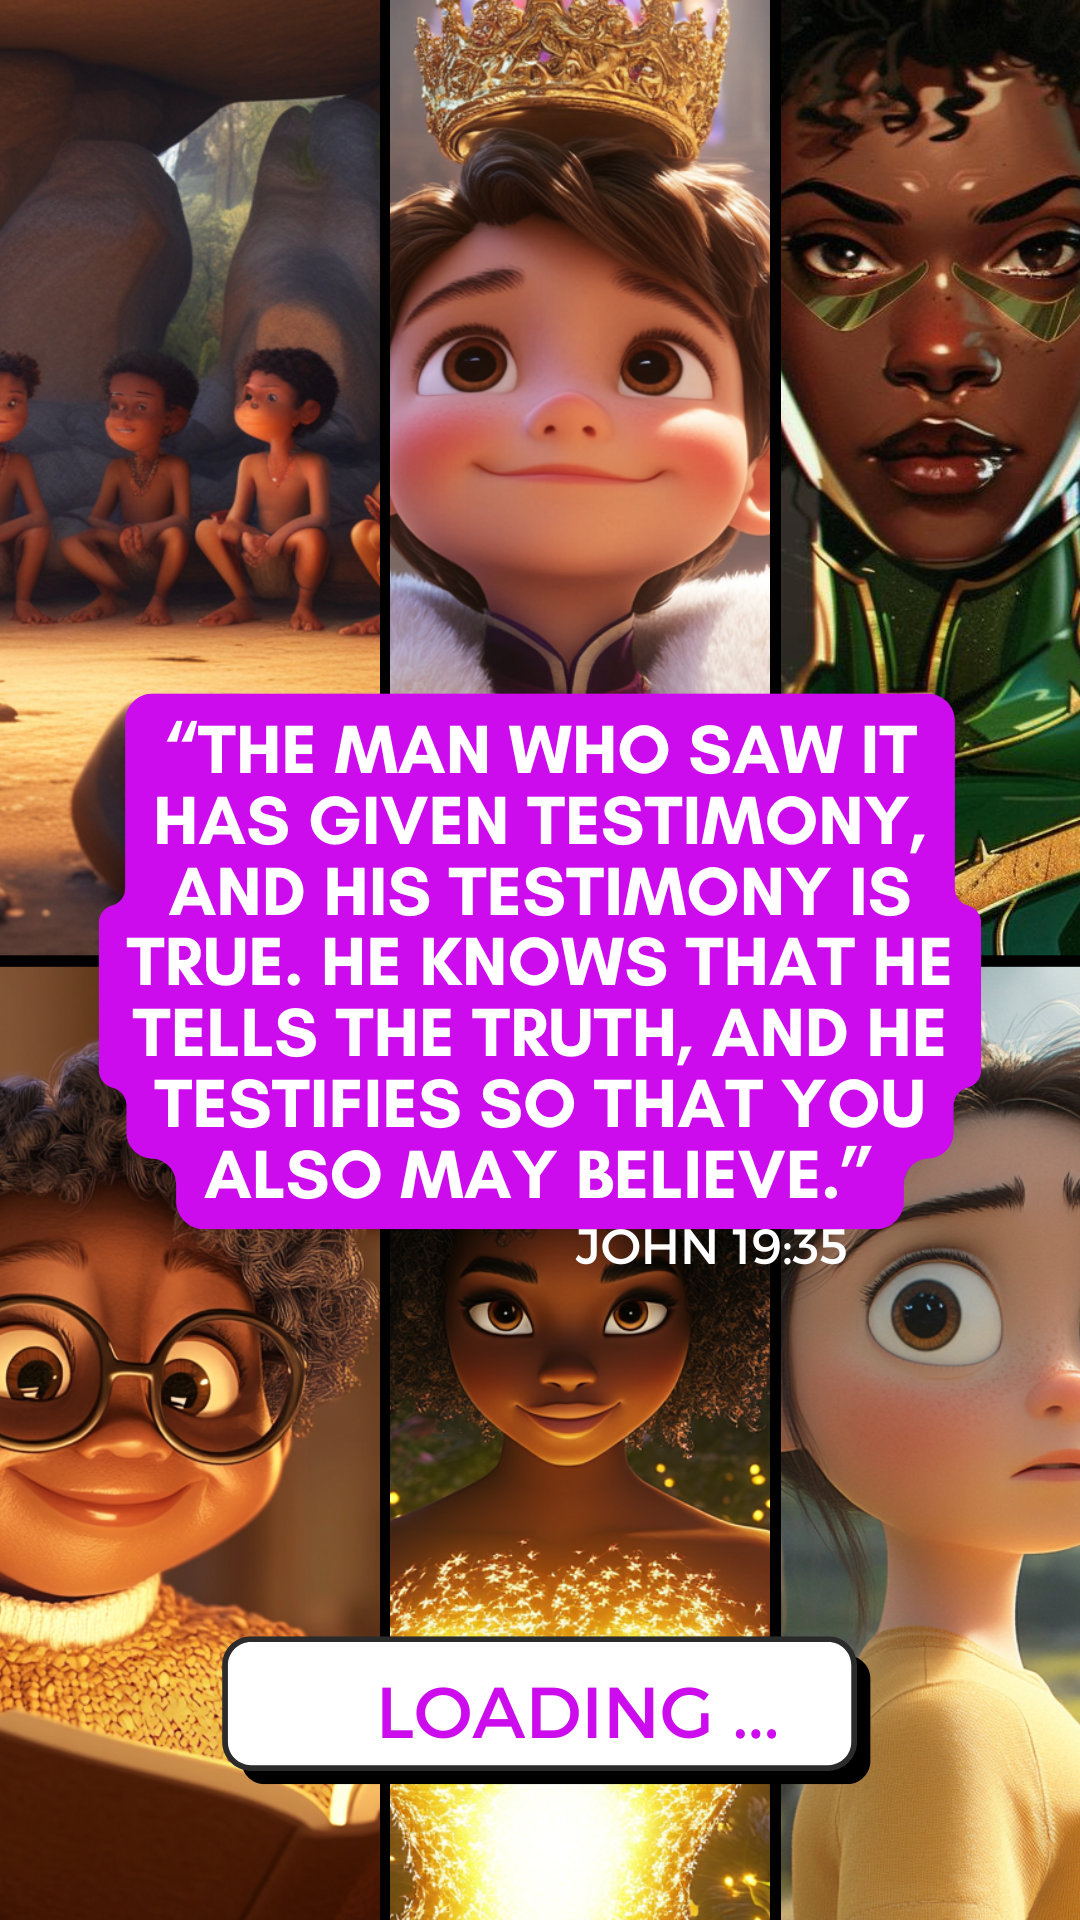 “THE MAN WHO SAW IT
HAS GIVEN TESTIMONY,
AND HIS TESTIMONY IS
TRUE. HE KNOWS THAT HE
TELLS THE TRUTH, AND HE
TESTIFIES SO THAT YOU
ALSO MAY BELIEVE.”
JOHN 19:35
LOADING ...